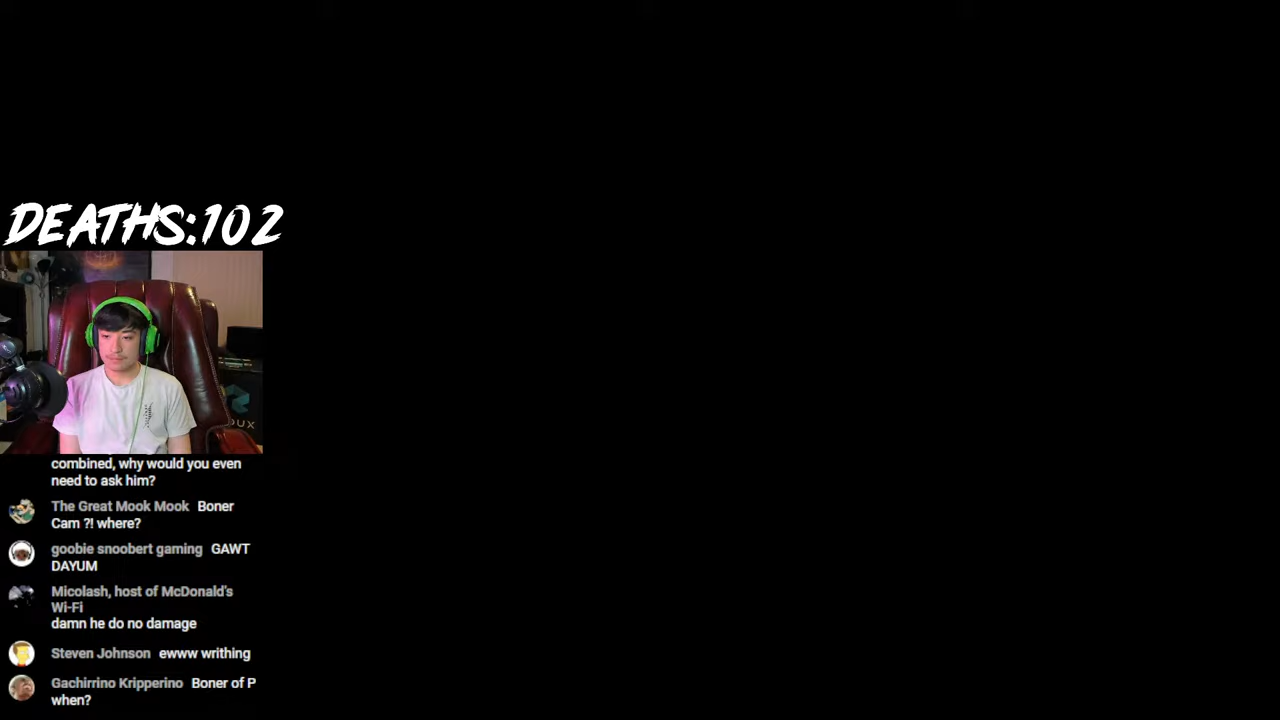 DEATHS:102
DUX
combined, why would you even
need to ask him?
The Great Mook Mook Boner
Cam ?! where?
goobie snoobert gaming GAWT
DAYUM
Micolash, host of McDonald's
Wi-Fi
damn he do no damage
Steven Johnson ewww writhing
Gachirrino Kripperino Boner of P
when?